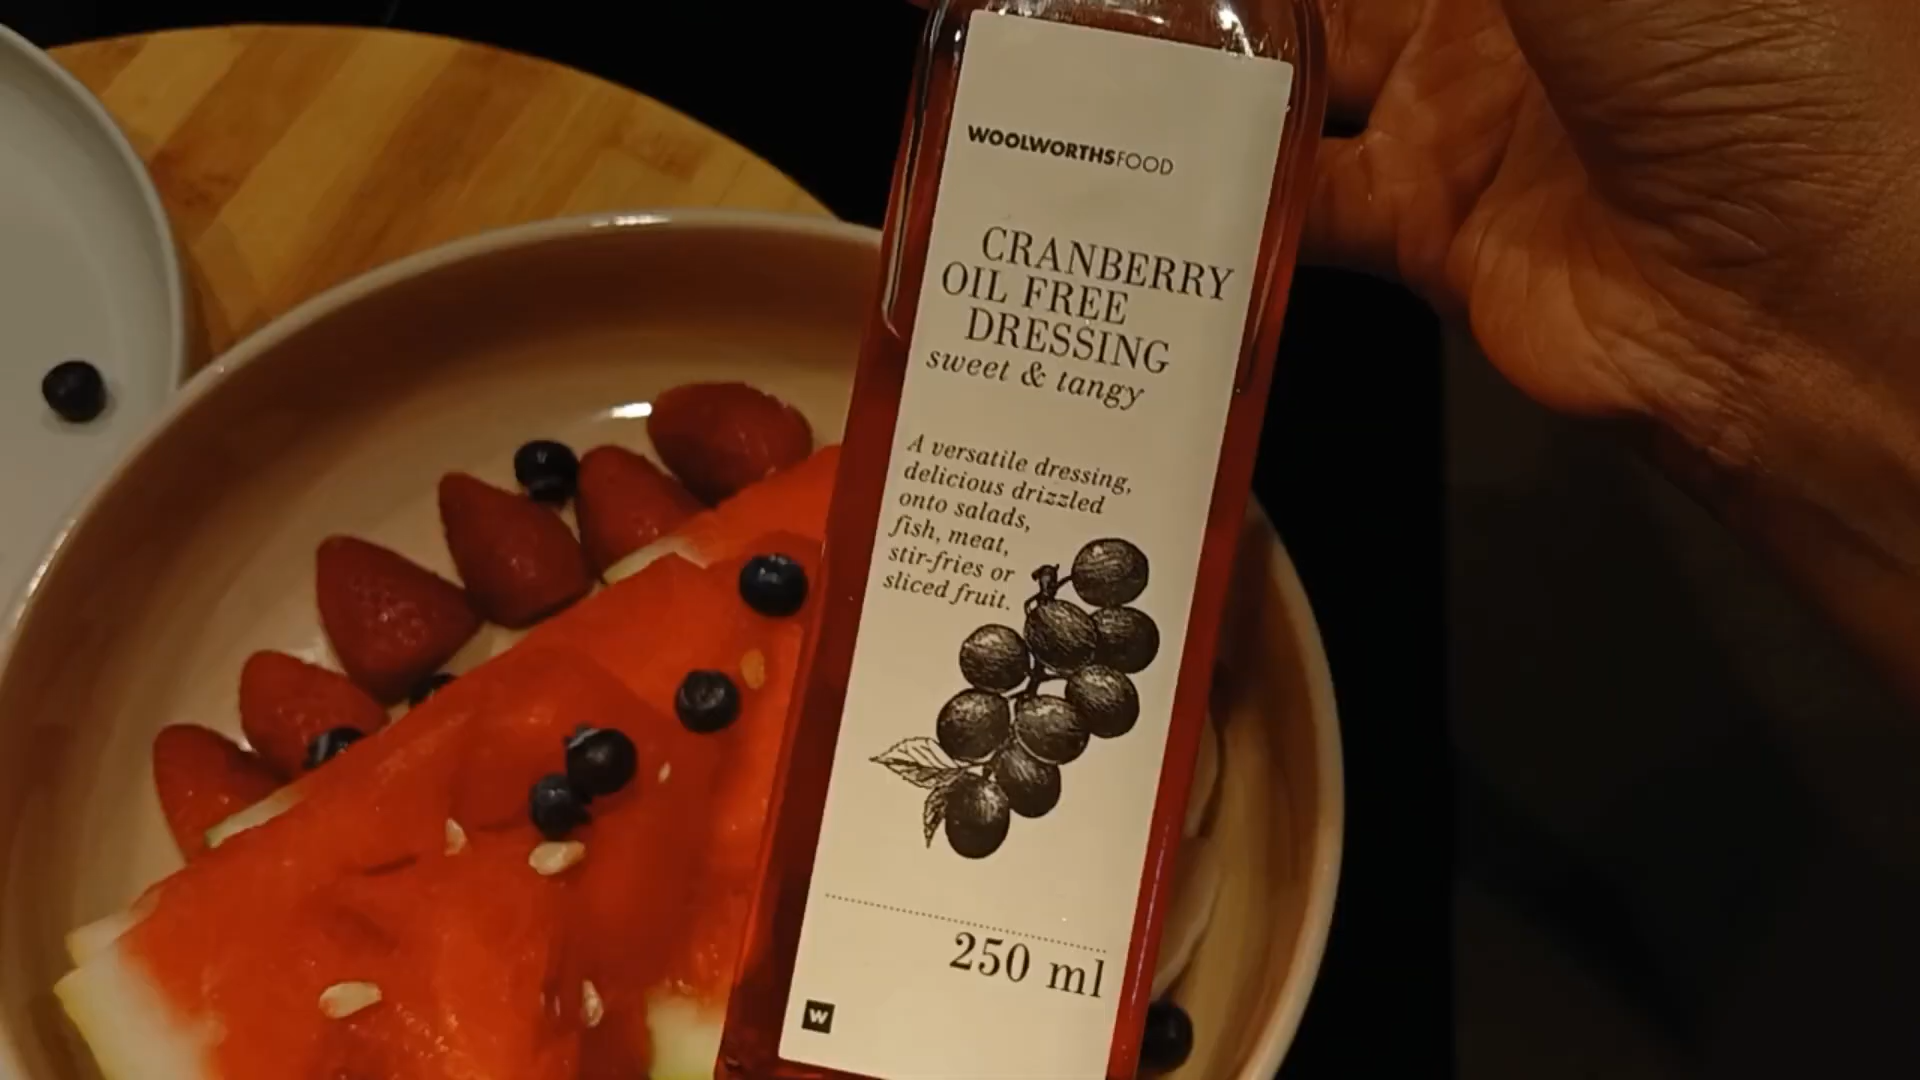 WOOLWORTHSFOOD
CRANBERRY
OIL FREE
DRESSING
sweet & tangy
A versatile dressing,
delicious drizzled
onto salads,
fish, meat,
stir-fries or
sliced fruit.
250 ml
W